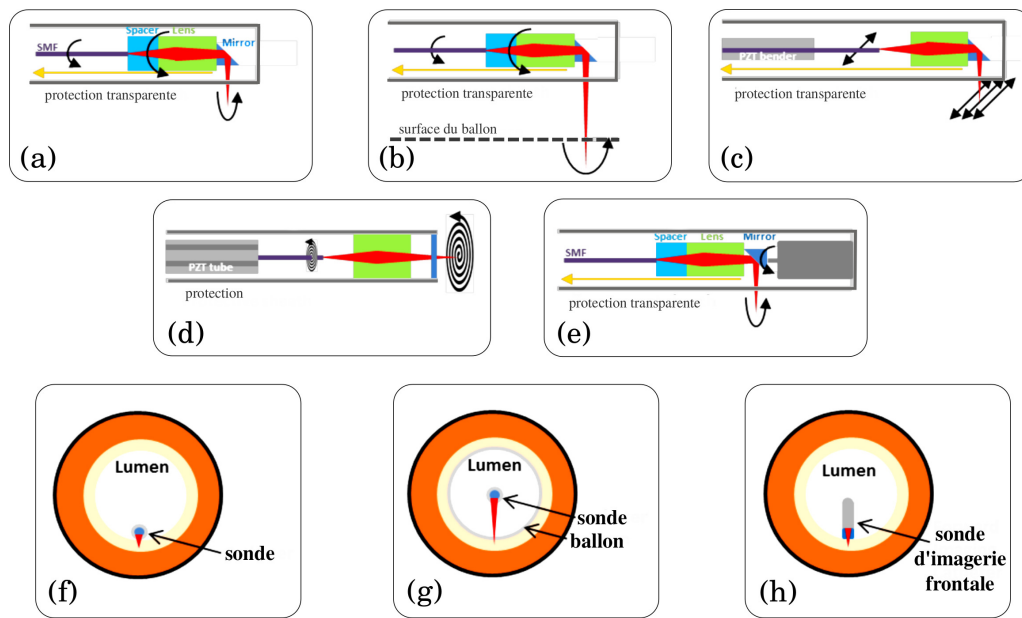 Spacer Lens
SMF
Mirror
protection transparente
(a)
protection transparente
surface du ballon
(b)
PZT bender
protection transparente
(c)
PZT tube
protection
(d)
Spacer Lens Mirror
SMF
protection transparente
(e)
Lumen
sonde
(f)
Lumen
sonde
ballon
(g)
Lumen
sonde
d'imagerie
frontale
(h)